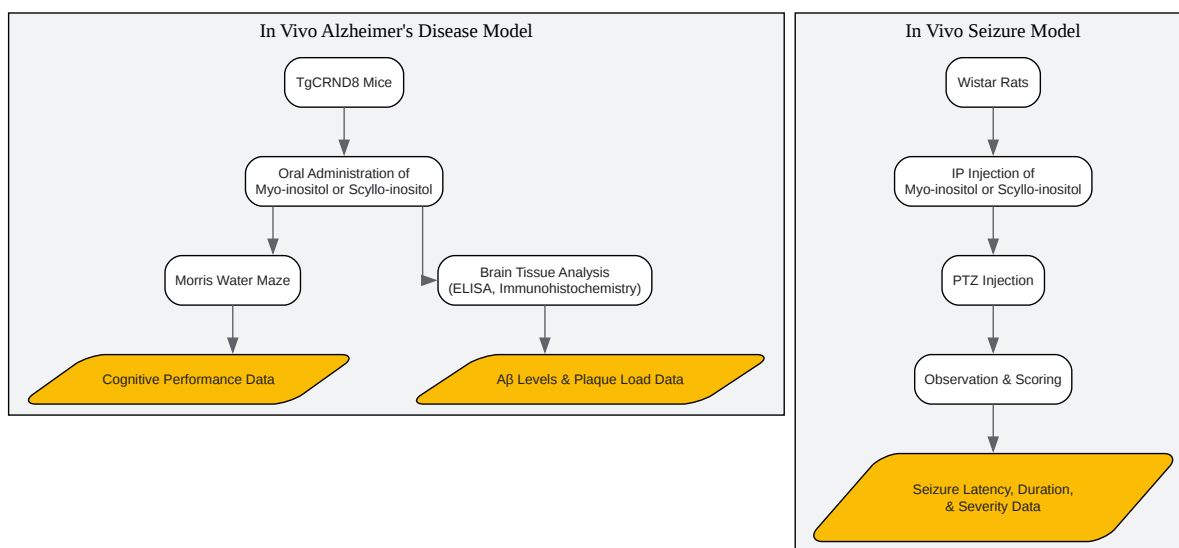 In Vivo Alzheimer's Disease Model
TgCRND8 Mice
Oral Administration of
Myo-inositol or Scyllo-inositol
Morris Water Maze
Brain Tissue Analysis
(ELISA, Immunohistochemistry)
Cognitive Performance Data
Aβ Levels & Plaque Load Data
In Vivo Seizure Model
Wistar Rats
IP Injection of
Myo-inositol or Scyllo-inositol
PTZ Injection
Observation & Scoring
Seizure Latency, Duration,
& Severity Data